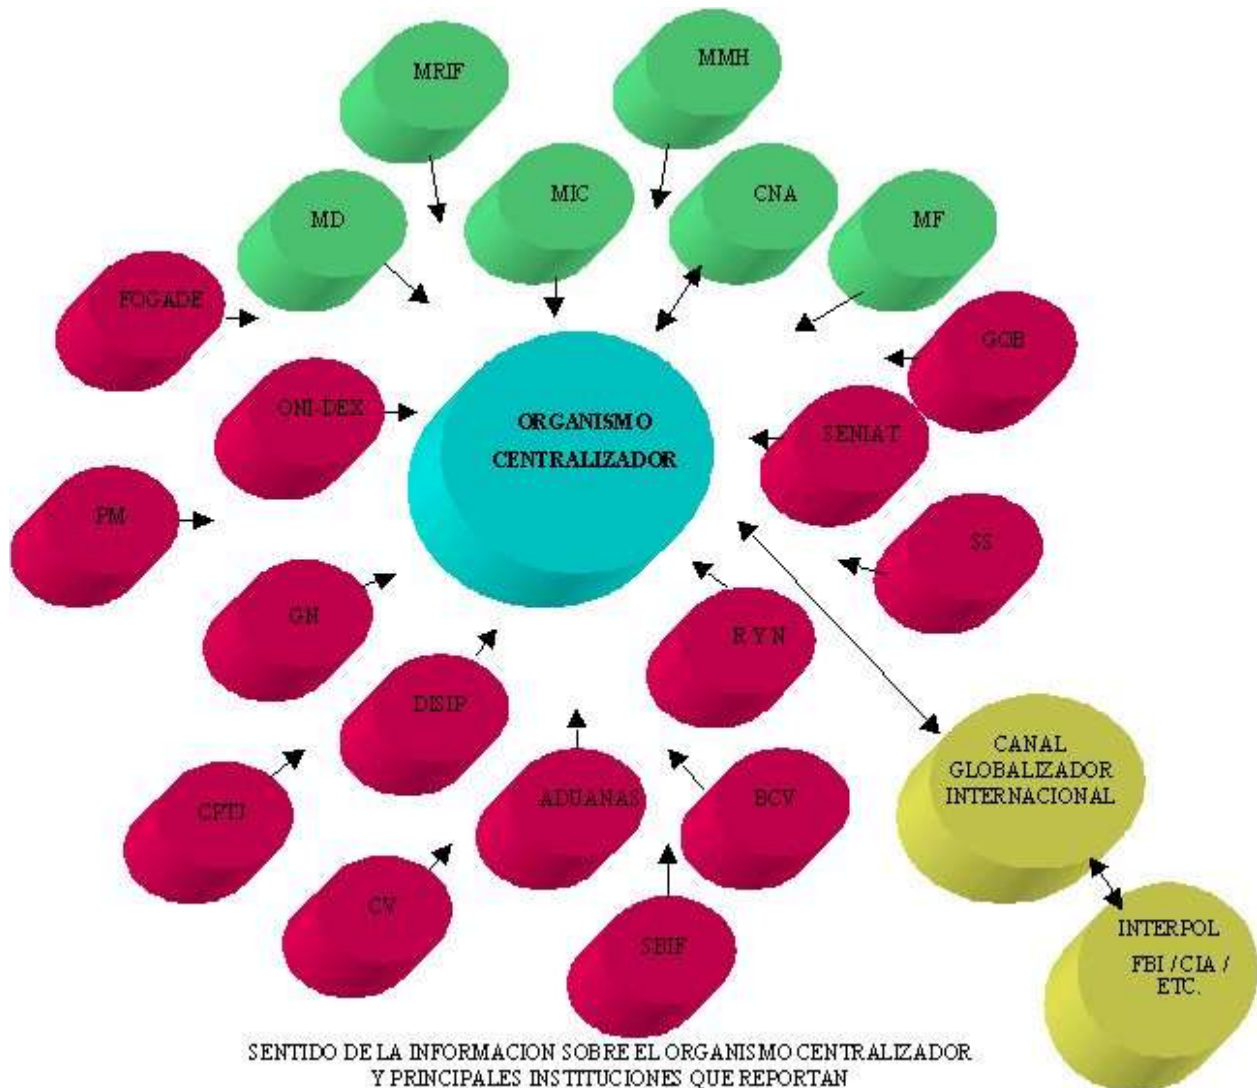 MRIF
MMH
MIC
CNA
MD
MF
FOGADE
GOB
ONI-DEX
ORGANISMO
CENTRALIZADOR
SENIAT
PM
SS
GN
R Y N
DISIP
CANAL
GLOBALIZADOR
INTERNACIONAL
CPTJ
ADUANAS
BCV
CV
SBIF
INTERPOL
FBI / CIA /
ETC.
SENTIDO DE LA INFORMACION SOBRE EL ORGANISMO CENTRALIZADOR
Y PRINCIPALES INSTITUCIONES QUE REPORTAN